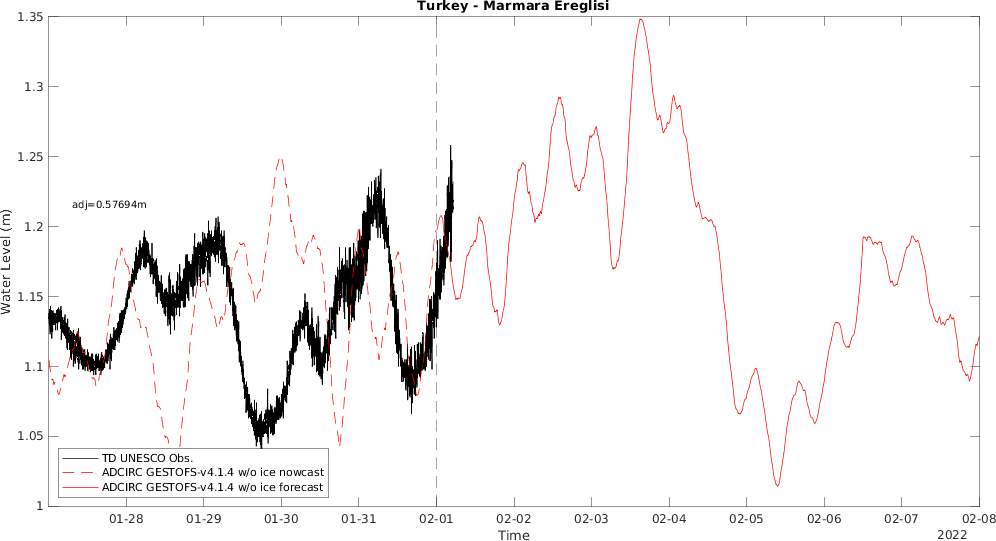 Turkey - Marmara Ereglisi
1.35
1.3
1.25
1.2
1.15
1.1
1.05
1
Water Level (m)
adj=0.57694m
TD UNESCO Obs.
ADCIRC GESTOFS-v4.1.4 w/o ice nowcast
ADCIRC GESTOFS-v4.1.4 w/o ice forecast
01-28 01-29 01-30 01-31 02-01 02-02 02-03 02-04 02-05 02-06 02-07 02-08
Time
2022